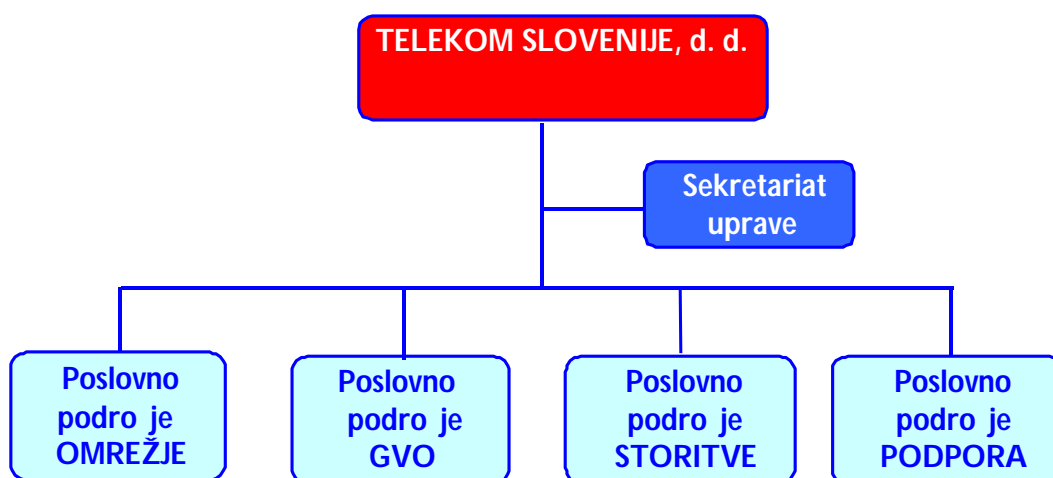 TELEKOM SLOVENIJE, d. d.
Sekretariat
uprave
Poslovno
podro je
OMREŽJE
Poslovno
podro je
GVO
Poslovno
podro je
STORITVE
Poslovno
podro je
PODPORA